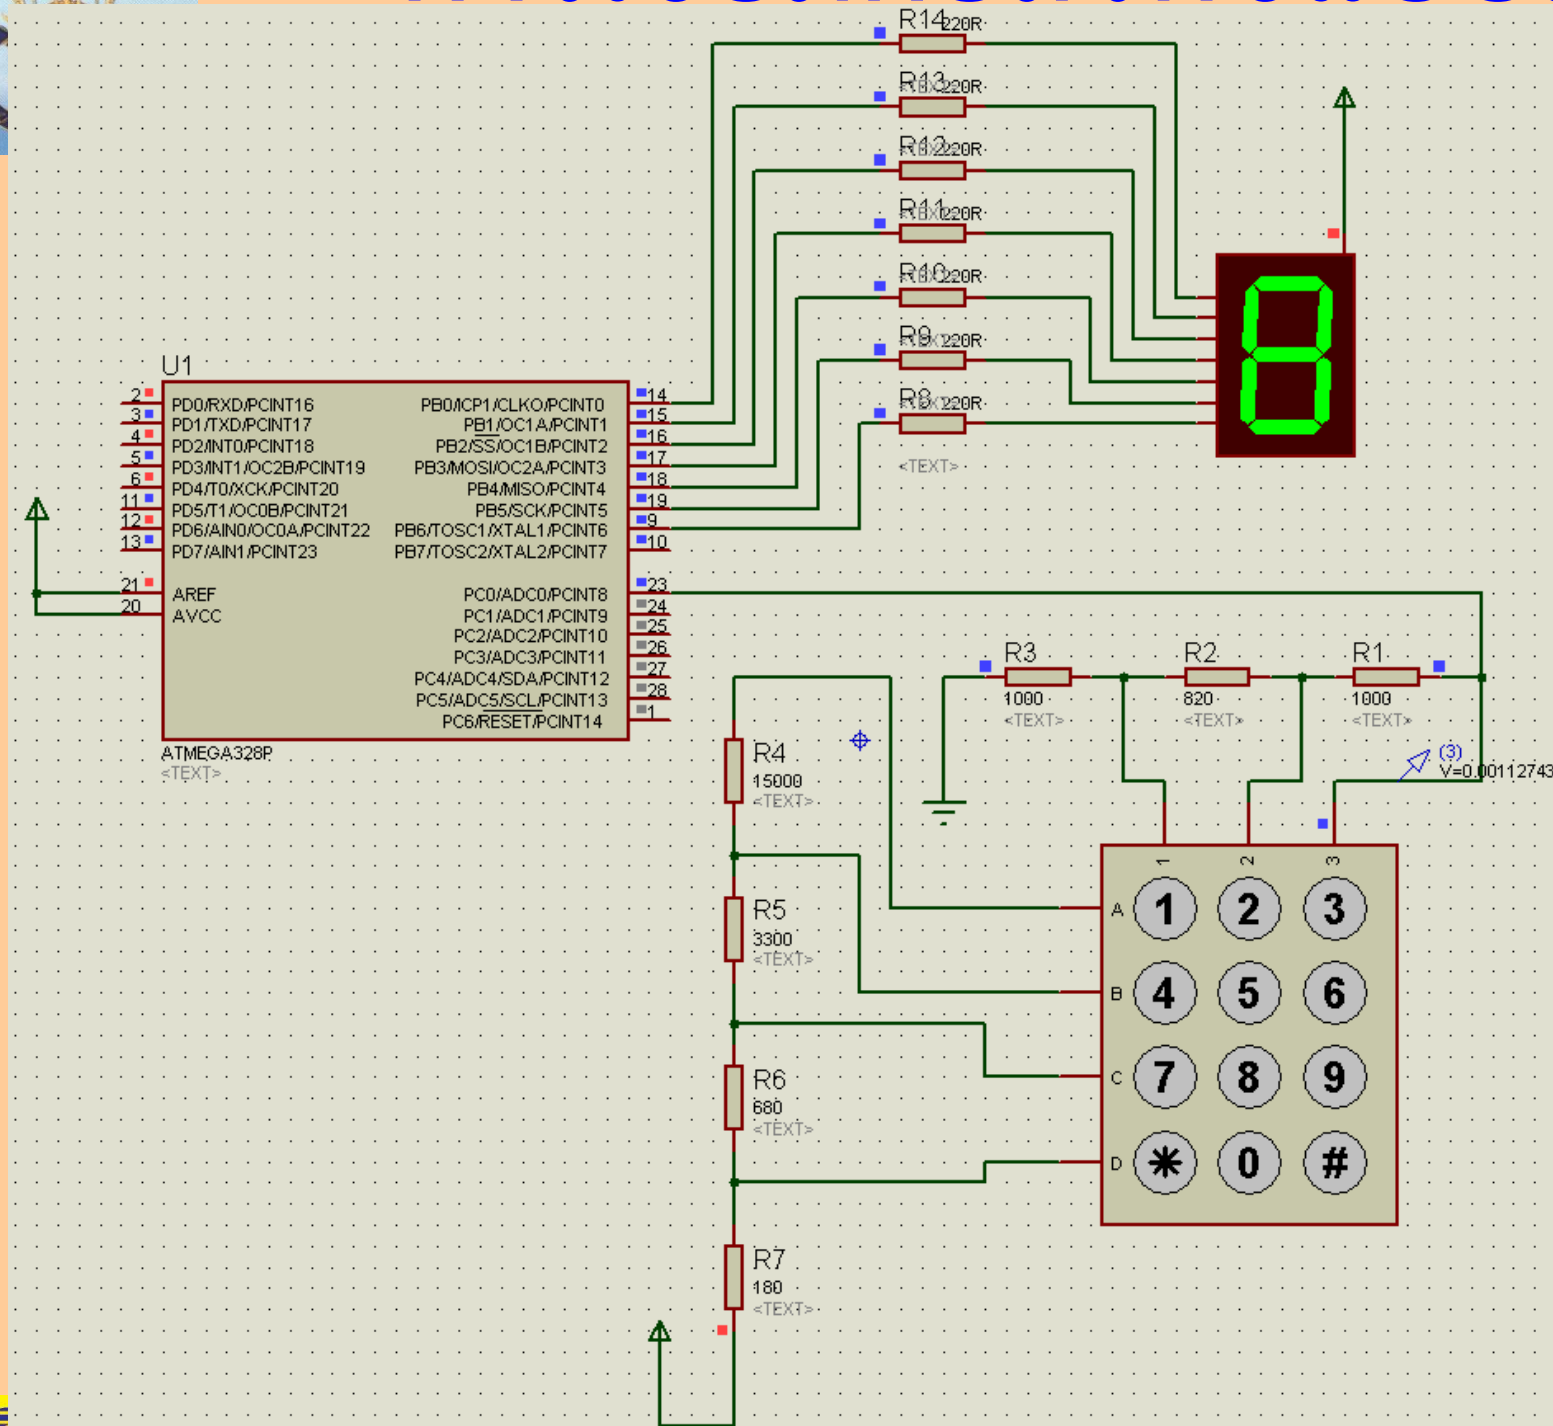 R14 220R
R13 <TEXT> 220R
R12 <TEXT> 220R
R11 <TEXT> 220R
R10 <TEXT> 220R
R9 <TEXT> 220R
R8 <TEXT> 220R
<TEXT>
U1
2 PD0/RXD/PCINT16 PB0/ICP1/CLKO/PCINT0 14
3 PD1/TXD/PCINT17 PB1/OC1A/PCINT1 15
4 PD2/INT0/PCINT18 PB2/SS/OC1B/PCINT2 16
5 PD3/INT1/OC2B/PCINT19 PB3/MOSI/OC2A/PCINT3 17
6 PD4/T0/XCK/PCINT20 PB4/MISO/PCINT4 18
11 PD5/T1/OC0B/PCINT21 PB5/SCK/PCINT5 19
12 PD6/AIN0/OC0A/PCINT22 PB6/TOSC1/XTAL1/PCINT6 9
13 PD7/AIN1/PCINT23 PB7/TOSC2/XTAL2/PCINT7 10
21 AREF PC0/ADC0/PCINT8 23
20 AVCC PC1/ADC1/PCINT9 24
PC2/ADC2/PCINT10 25
PC3/ADC3/PCINT11 26
PC4/ADC4/SDA/PCINT12 27
PC5/ADC5/SCL/PCINT13 28
PC6/RESET/PCINT14 1
ATMEGA328P
<TEXT>
R3 R2 R1
1000 820 1000
<TEXT> <TEXT> <TEXT>
(3)
V=0.00112743
R4
15000
<TEXT>
R5
3300
<TEXT>
R6
680
<TEXT>
R7
180
<TEXT>
1 2 3
A 1 2 3
B 4 5 6
C 7 8 9
D * 0 #